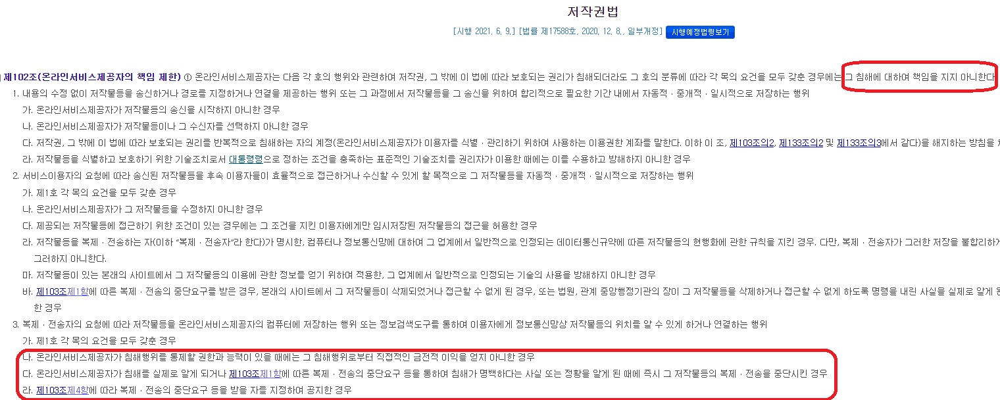 저작권법
[시행 2021. 6. 9.] [법률 제17588호, 2020. 12. 8., 일부개정] 시행예정법령보기
제102조(온라인서비스제공자의 책임 제한) ① 온라인서비스제공자는 다음 각 호의 행위와 관련하여 저작권, 그 밖에 이 법에 따라 보호되는 권리가 침해되더라도 그 호의 분류에 따라 각 목의 요건을 모두 갖춘 경우에는 그 침해에 대하여 책임을 지지 아니한다
1. 내용의 수정 없이 저작물등을 송신하거나 경로를 지정하거나 연결을 제공하는 행위 또는 그 과정에서 저작물등을 그 송신을 위하여 합리적으로 필요한 기간 내에서 자동적ㆍ중개적ㆍ일시적으로 저장하는 행위
가. 온라인서비스제공자가 저작물등의 송신을 시작하지 아니한 경우
나. 온라인서비스제공자가 저작물등이나 그 수신자를 선택하지 아니한 경우
다. 저작권, 그 밖에 이 법에 따라 보호되는 권리를 반복적으로 침해하는 자의 계정(온라인서비스제공자가 이용자를 식별ㆍ관리하기 위하여 사용하는 이용권한 계좌를 말한다. 이하 이 조, 제103조의2, 제133조의2 및 제133조의3에서 같다)을 해지하는 방침을
라. 저작물등을 식별하고 보호하기 위한 기술조치로서 대통령령으로 정하는 조건을 충족하는 표준적인 기술조치를 권리자가 이용한 때에는 이를 수용하고 방해하지 아니한 경우
2. 서비스이용자의 요청에 따라 송신된 저작물등을 후속 이용자들이 효율적으로 접근하거나 수신할 수 있게 할 목적으로 그 저작물등을 자동적ㆍ중개적ㆍ일시적으로 저장하는 행위
가. 제1호 각 목의 요건을 모두 갖춘 경우
나. 온라인서비스제공자가 그 저작물등을 수정하지 아니한 경우
다. 제공되는 저작물등에 접근하기 위한 조건이 있는 경우에는 그 조건을 지킨 이용자에게만 임시저장된 저작물등의 접근을 허용한 경우
라. 저작물등을 복제ㆍ전송하는 자(이하 "복제ㆍ전송자"라 한다)가 명시한, 컴퓨터나 정보통신망에 대하여 그 업계에서 일반적으로 인정되는 데이터통신규약에 따른 저작물등의 현행화에 관한 규칙을 지킨 경우. 다만, 복제ㆍ전송자가 그러한 저장을 불합리하게
그러하지 아니한다.
마. 저작물등이 있는 본래의 사이트에서 그 저작물등의 이용에 관한 정보를 얻기 위하여 적용한, 그 업계에서 일반적으로 인정되는 기술의 사용을 방해하지 아니한 경우
바. 제103조제1항에 따른 복제ㆍ전송의 중단요구를 받은 경우, 본래의 사이트에서 그 저작물등이 삭제되었거나 접근할 수 없게 된 경우, 또는 법원, 관계 중앙행정기관의 장이 그 저작물등을 삭제하거나 접근할 수 없게 하도록 명령을 내린 사실을 실제로 알게
한 경우
3. 복제ㆍ전송자의 요청에 따라 저작물등을 온라인서비스제공자의 컴퓨터에 저장하는 행위 또는 정보검색도구를 통하여 이용자에게 정보통신망상 저작물등의 위치를 알 수 있게 하거나 연결하는 행위
가. 제1호 각 목의 요건을 모두 갖춘 경우
나. 온라인서비스제공자가 침해행위를 통제할 권한과 능력이 있을 때에는 그 침해행위로부터 직접적인 금전적 이익을 얻지 아니한 경우
다. 온라인서비스제공자가 침해를 실제로 알게 되거나 제103조제1항에 따른 복제ㆍ전송의 중단요구 등을 통하여 침해가 명백하다는 사실 또는 정황을 알게 된 때에 즉시 그 저작물등의 복제ㆍ전송을 중단시킨 경우
라. 제103조제4항에 따라 복제ㆍ전송의 중단요구 등을 받을 자를 지정하여 공지한 경우